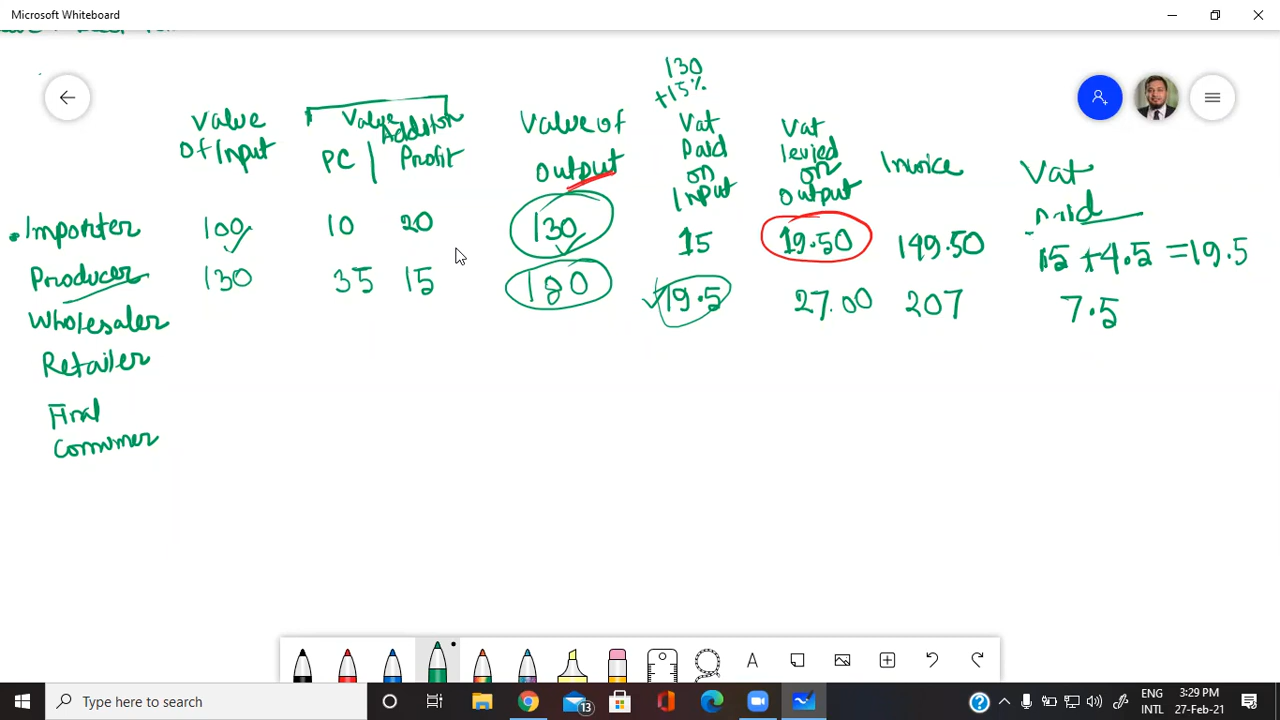 Microsoft Whiteboard
130
+15%
Value Of Input
Value Addition
PC | Profit
Value of output
Vat Paid on Input
Vat levied on output
Invoice
Vat Paid
Importer 100 10 20 130 15 19.50 149.50 15 + 4.5 = 19.5
Producer 130 35 15 180 19.5 27.00 207 7.5
Wholesaler
Retailer
Final
Consumer
A
13
Type here to search
ENG
INTL
3:29 PM
27-Feb-21